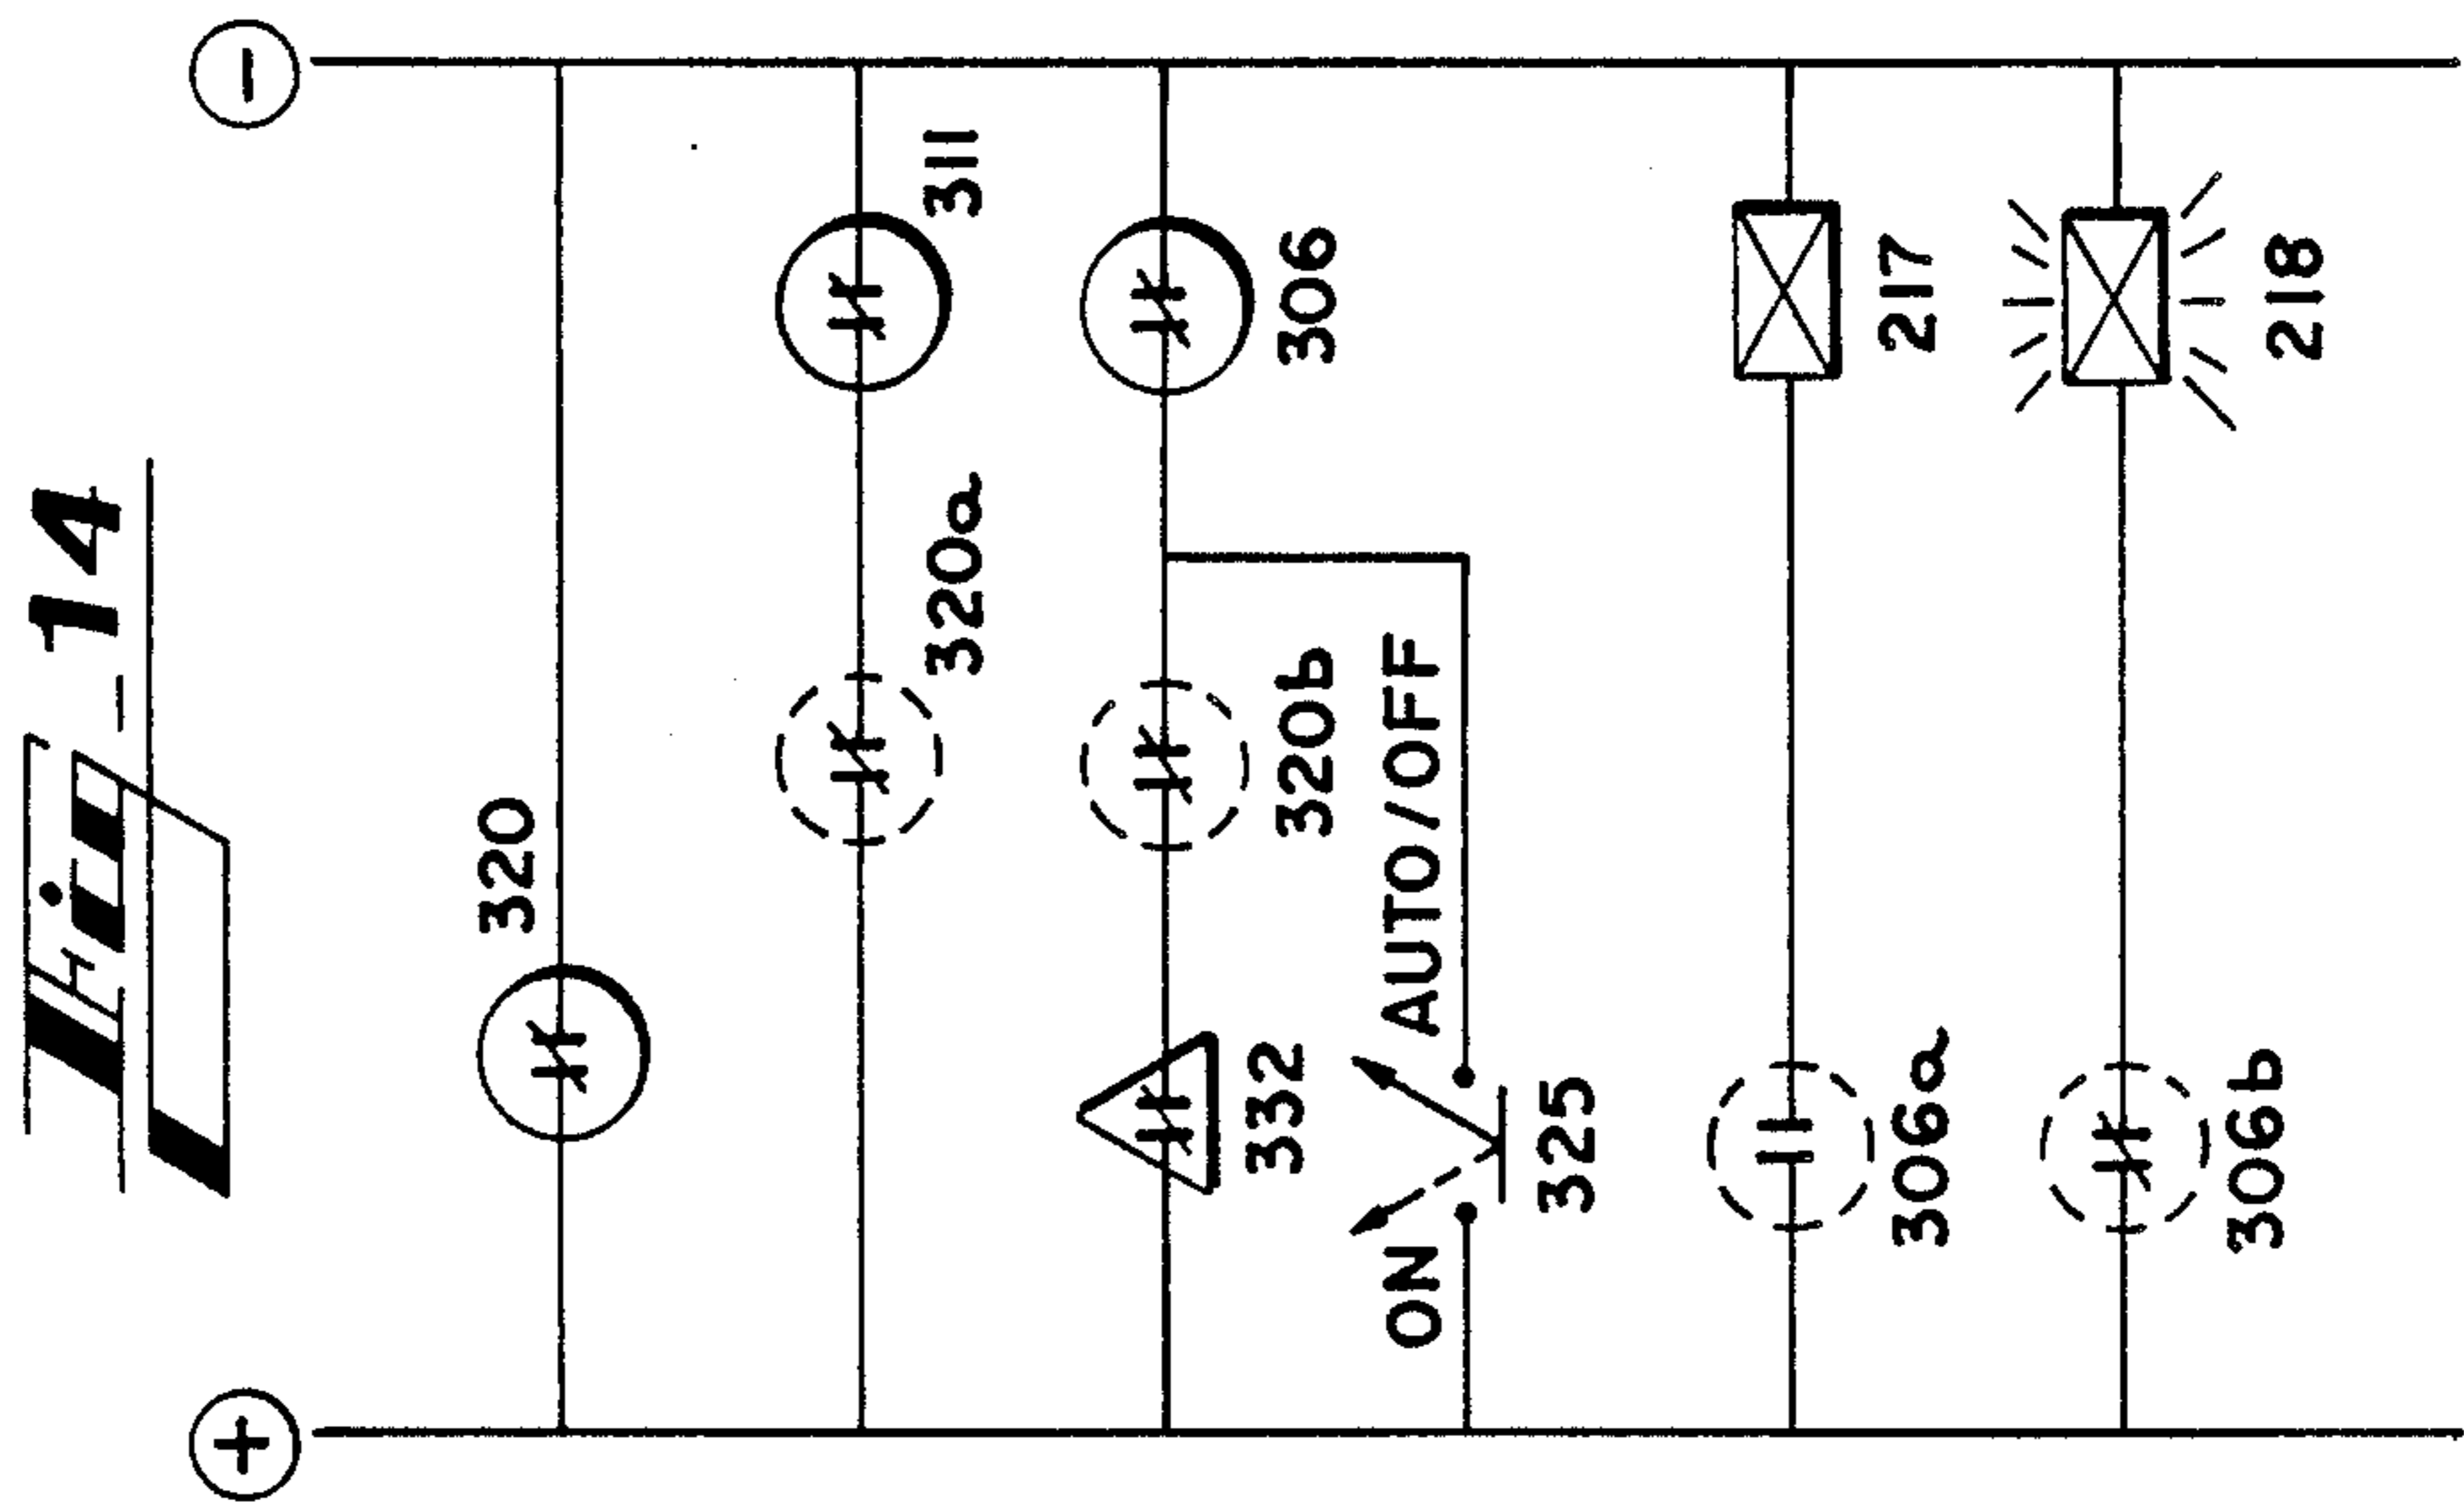 Fig_14
+
−
320
320a
311
332
320b
306
ON
AUTO/OFF
325
306a
217
306b
218